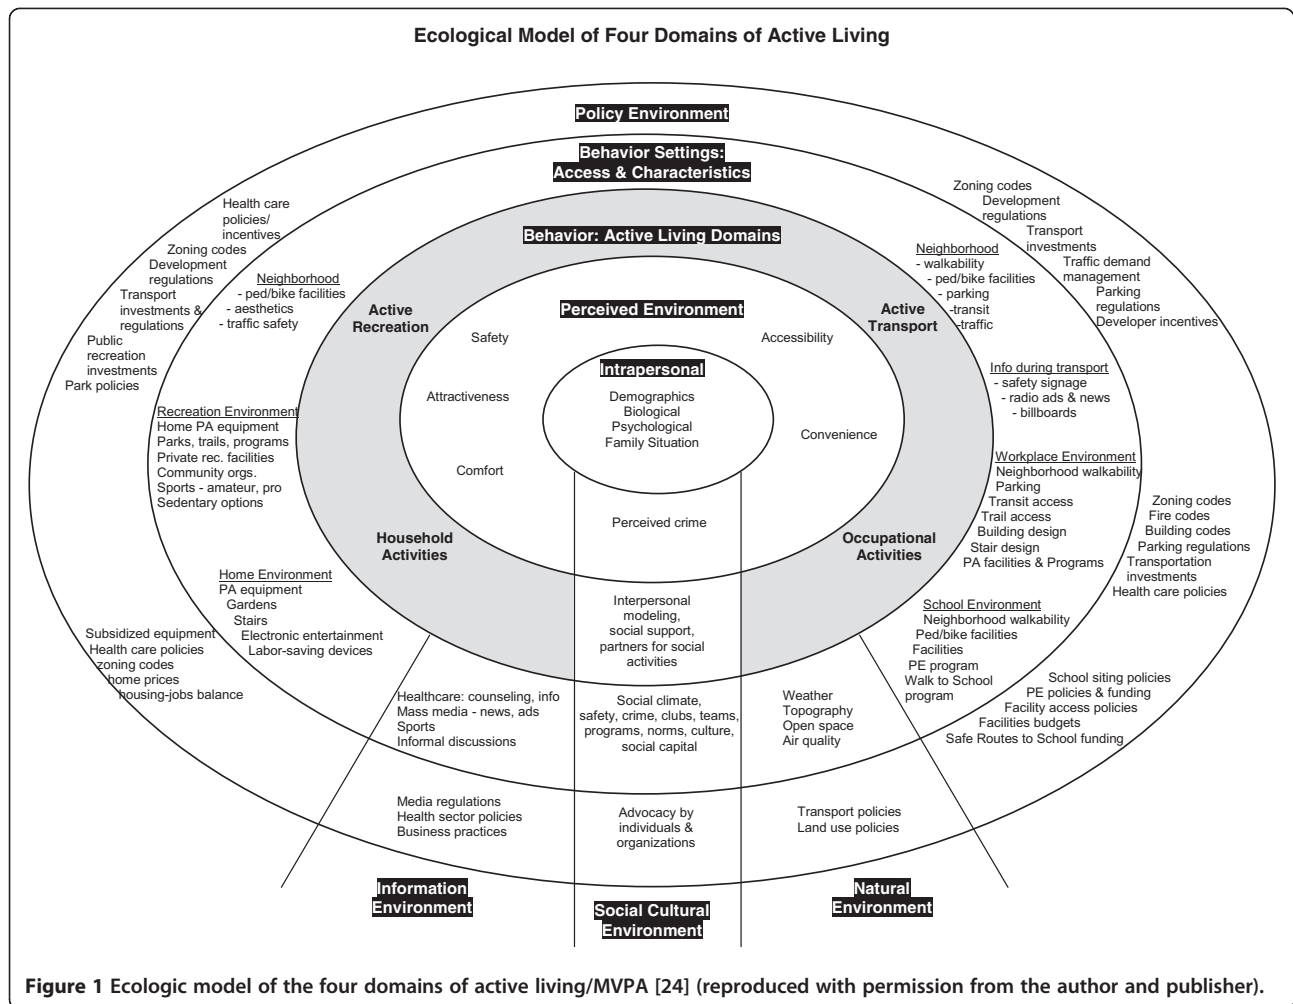 Ecological Model of Four Domains of Active Living
Policy Environment
Behavior Settings:
Access & Characteristics
Behavior: Active Living Domains
Perceived Environment
Intrapersonal
Demographics
Biological
Psychological
Family Situation
Safety
Attractiveness
Comfort
Accessibility
Convenience
Perceived crime
Active
Recreation
Active
Transport
Household
Activities
Occupational
Activities
Interpersonal
modeling,
social support,
partners for social
activities
Health care
policies/
incentives
Zoning codes
Development
regulations
Transport
investments &
regulations
Public
recreation
investments
Park policies
Neighborhood
- ped/bike facilities
- aesthetics
- traffic safety
Recreation Environment
Home PA equipment
Parks, trails, programs
Private rec. facilities
Community orgs.
Sports - amateur, pro
Sedentary options
Home Environment
PA equipment
Gardens
Stairs
Electronic entertainment
Labor-saving devices
Subsidized equipment
Health care policies
zoning codes
home prices
housing-jobs balance
Zoning codes
Development
regulations
Transport
investments
Traffic demand
management
Parking
regulations
Developer incentives
Neighborhood
- walkability
- ped/bike facilities
- parking
-transit
-traffic
Info during transport
- safety signage
- radio ads & news
- billboards
Workplace Environment
Neighborhood walkability
Parking
Transit access
Trail access
Building design
Stair design
PA facilities & Programs
Zoning codes
Fire codes
Building codes
Parking regulations
Transportation
investments
Health care policies
School Environment
Neighborhood walkability
Ped/bike facilities
Facilities
PE program
Walk to School
program
School siting policies
PE policies & funding
Facility access policies
Facilities budgets
Safe Routes to School funding
Healthcare: counseling, info
Mass media - news, ads
Sports
Informal discussions
Social climate,
safety, crime, clubs, teams,
programs, norms, culture,
social capital
Weather
Topography
Open space
Air quality
Media regulations
Health sector policies
Business practices
Advocacy by
individuals &
organizations
Transport policies
Land use policies
Information
Environment
Social Cultural
Environment
Natural
Environment
Figure 1 Ecologic model of the four domains of active living/MVPA [24] (reproduced with permission from the author and publisher).